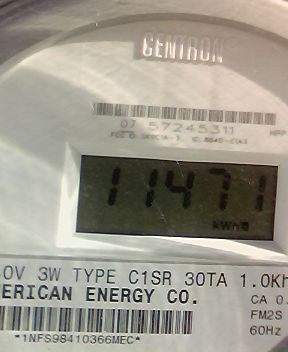 CENTRON
07 57245311
11471
kWh
0V 3W TYPE C1SR 30TA 1.0Kh
ERICAN ENERGY CO.
CA 0.
FM2S
60Hz
*1NFS98410366MEC*